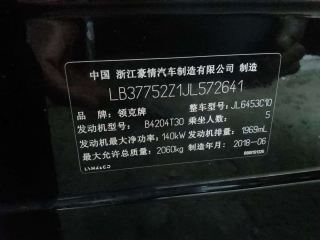 中国 浙江豪情汽车制造有限公司 制造
LB37752Z1JL572641
品牌：领克牌 整车型号：JL6453C10
发动机型号：B4204T30 乘坐人数：5
发动机最大净功率：140kW 发动机排量：1969mL
最大允许总质量：2060kg 制造年月：2018-06